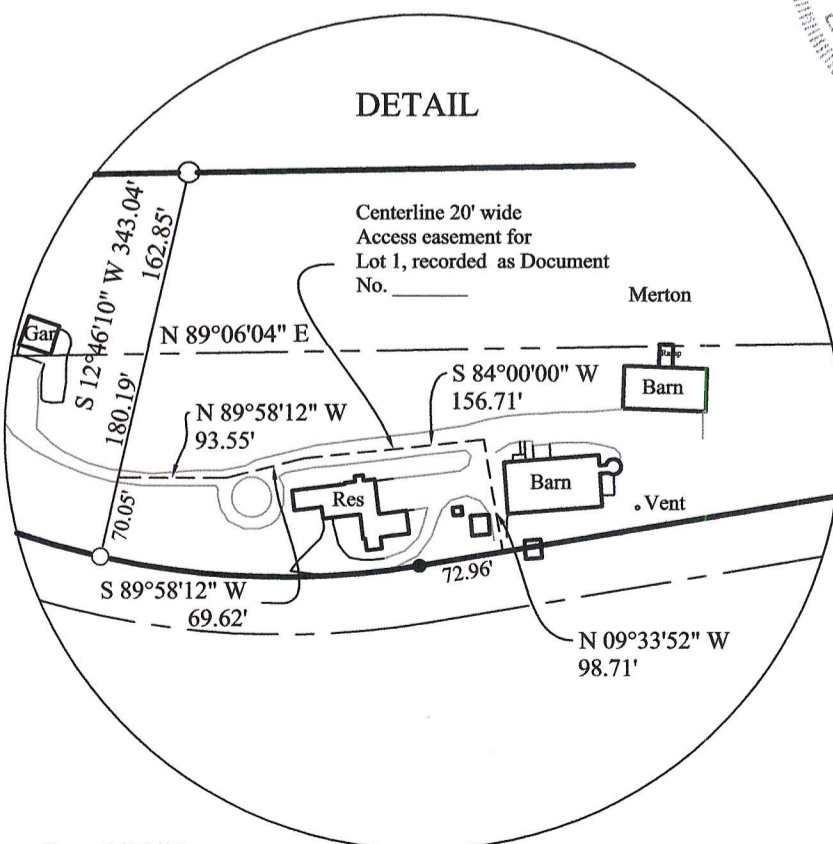 DETAIL
S 12°46'10" W 343.04'
162.85'
Centerline 20' wide
Access easement for
Lot 1, recorded as Document
No. ________
Merton
Gar
N 89°06'04" E
Ramp
S 84°00'00" W
156.71'
Barn
180.19'
N 89°58'12" W
93.55'
Res
Barn
Vent
70.05'
72.96'
S 89°58'12" W
69.62'
N 09°33'52" W
98.71'